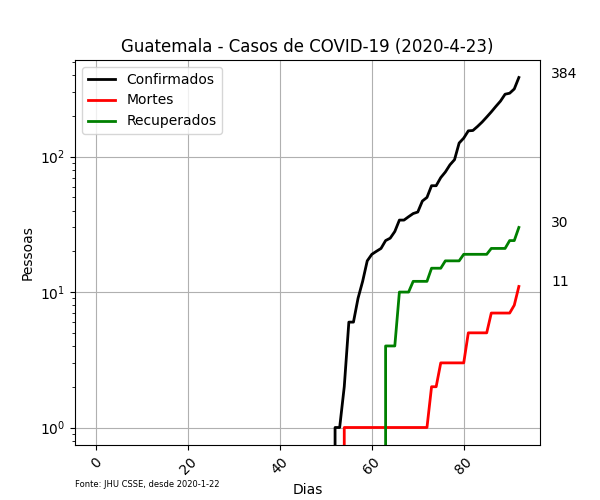 Guatemala - Casos de COVID-19 (2020-4-23)
Confirmados
Mortes
Recuperados
384
30
11
10²
10¹
10⁰
Pessoas
0
20
40
60
80
Dias
Fonte: JHU CSSE, desde 2020-1-22